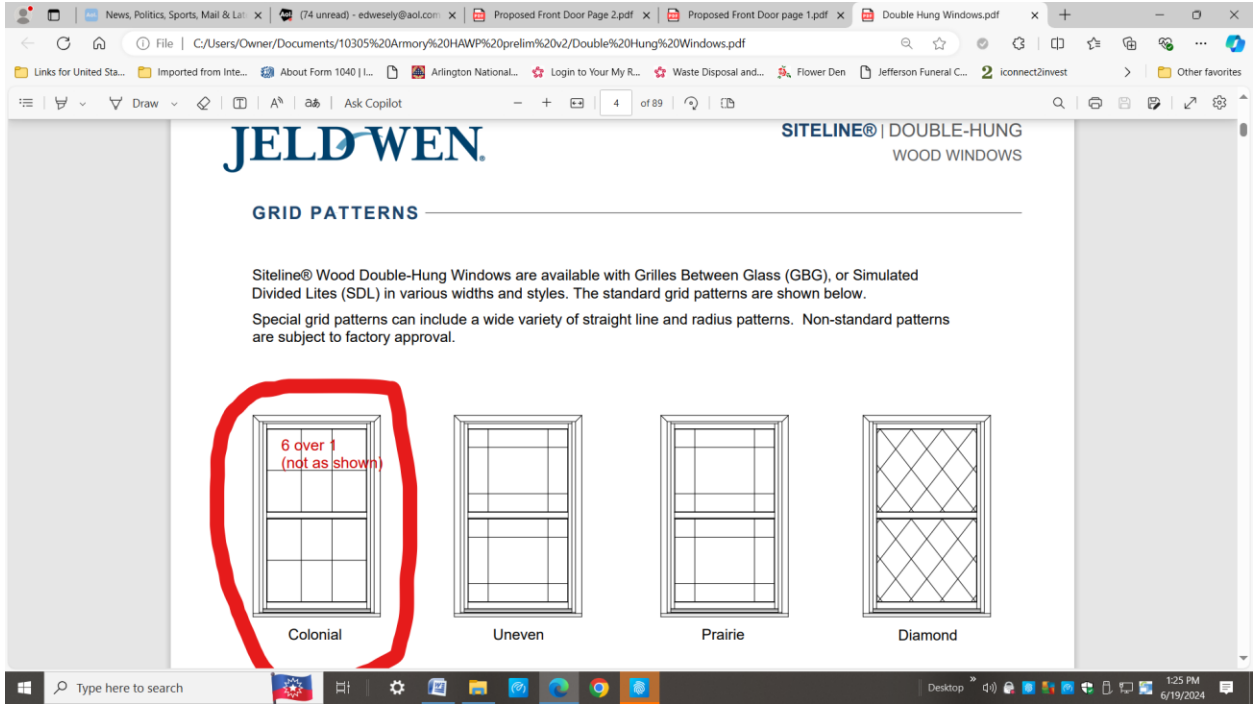 News, Politics, Sports, Mail & Lat
(74 unread) - edwesely@aol.com
Proposed Front Door Page 2.pdf
Proposed Front Door page 1.pdf
Double Hung Windows.pdf
File | C:/Users/Owner/Documents/10305%20Armory%20HAWP%20prelim%20v2/Double%20Hung%20Windows.pdf
Links for United Sta...
Imported from Inte...
About Form 1040 | I...
Arlington National...
Login to Your My R...
Waste Disposal and...
Flower Den
Jefferson Funeral C...
2 iconnect2invest
Other favorites
Draw
Ask Copilot
4 of 89
JELD-WEN®
SITELINE® | DOUBLE-HUNG
WOOD WINDOWS
GRID PATTERNS
Siteline® Wood Double-Hung Windows are available with Grilles Between Glass (GBG), or Simulated
Divided Lites (SDL) in various widths and styles. The standard grid patterns are shown below.
Special grid patterns can include a wide variety of straight line and radius patterns. Non-standard patterns
are subject to factory approval.
6 over 1
(not as shown)
Colonial
Uneven
Prairie
Diamond
Type here to search
Desktop
1:25 PM
6/19/2024